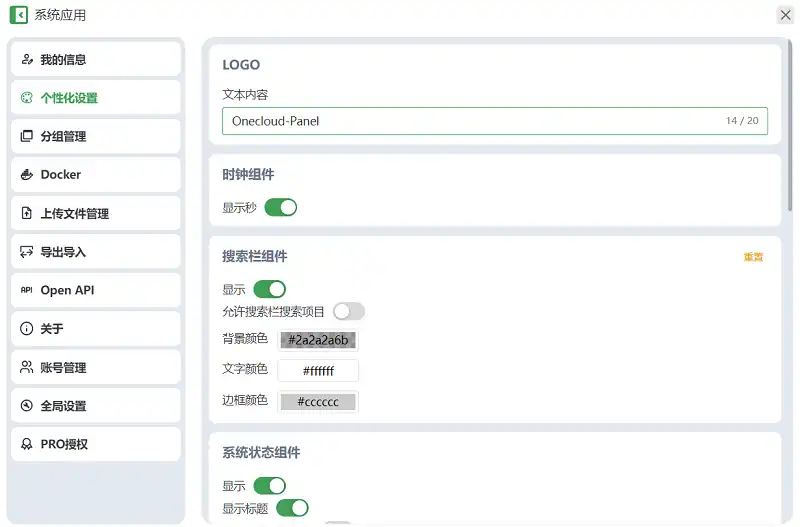 系统应用
我的信息
个性化设置
分组管理
Docker
上传文件管理
导出导入
API Open API
关于
账号管理
全局设置
PRO授权
LOGO
文本内容
Onecloud-Panel 14 / 20
时钟组件
显示秒
搜索栏组件 重置
显示
允许搜索栏搜索项目
背景颜色 #2a2a2a6b
文字颜色 #ffffff
边框颜色 #cccccc
系统状态组件
显示
显示标题